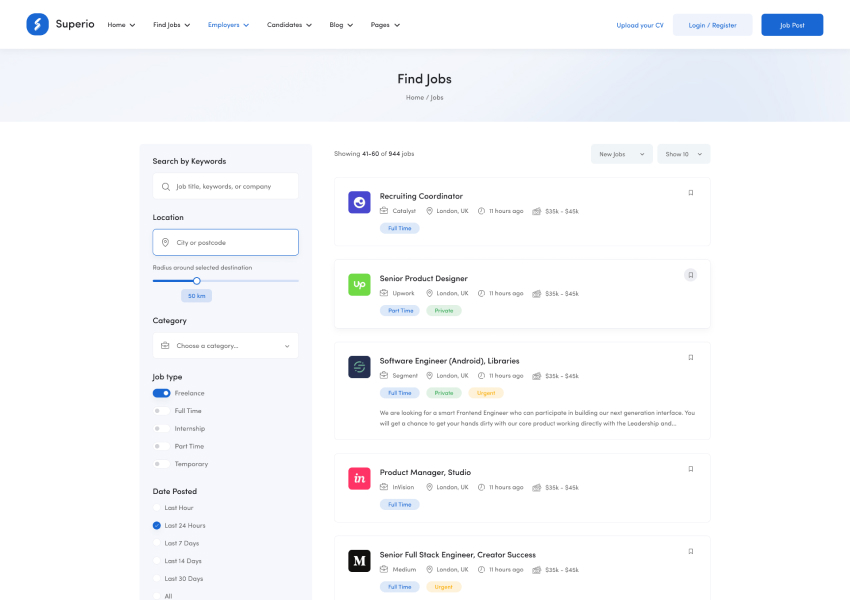 Superio Home Find Jobs Employers Candidates Blog Pages Upload your CV Login / Register Job Post
Find Jobs
Home / Jobs
Search by Keywords
Job title, keywords, or company
Location
City or postcode
Radius around selected destination
50 km
Category
Choose a category...
Job type
Freelance
Full Time
Internship
Part Time
Temporary
Date Posted
Last Hour
Last 24 Hours
Last 7 Days
Last 14 Days
Last 30 Days
All
Showing 41-60 of 944 jobs New Jobs Show 10
Recruiting Coordinator
Catalyst London, UK 11 hours ago $35k - $45k
Full Time
up
Senior Product Designer
Upwork London, UK 11 hours ago $35k - $45k
Part Time Private
Software Engineer (Android), Libraries
Segment London, UK 11 hours ago $35k - $45k
Full Time Private Urgent
We are looking for a smart Frontend Engineer who can participate in building our next generation interface. You
will get a chance to get your hands dirty with our core product working directly with the Leadership and...
in
Product Manager, Studio
InVision London, UK 11 hours ago $35k - $45k
Full Time
M
Senior Full Stack Engineer, Creator Success
Medium London, UK 11 hours ago $35k - $45k
Full Time Urgent